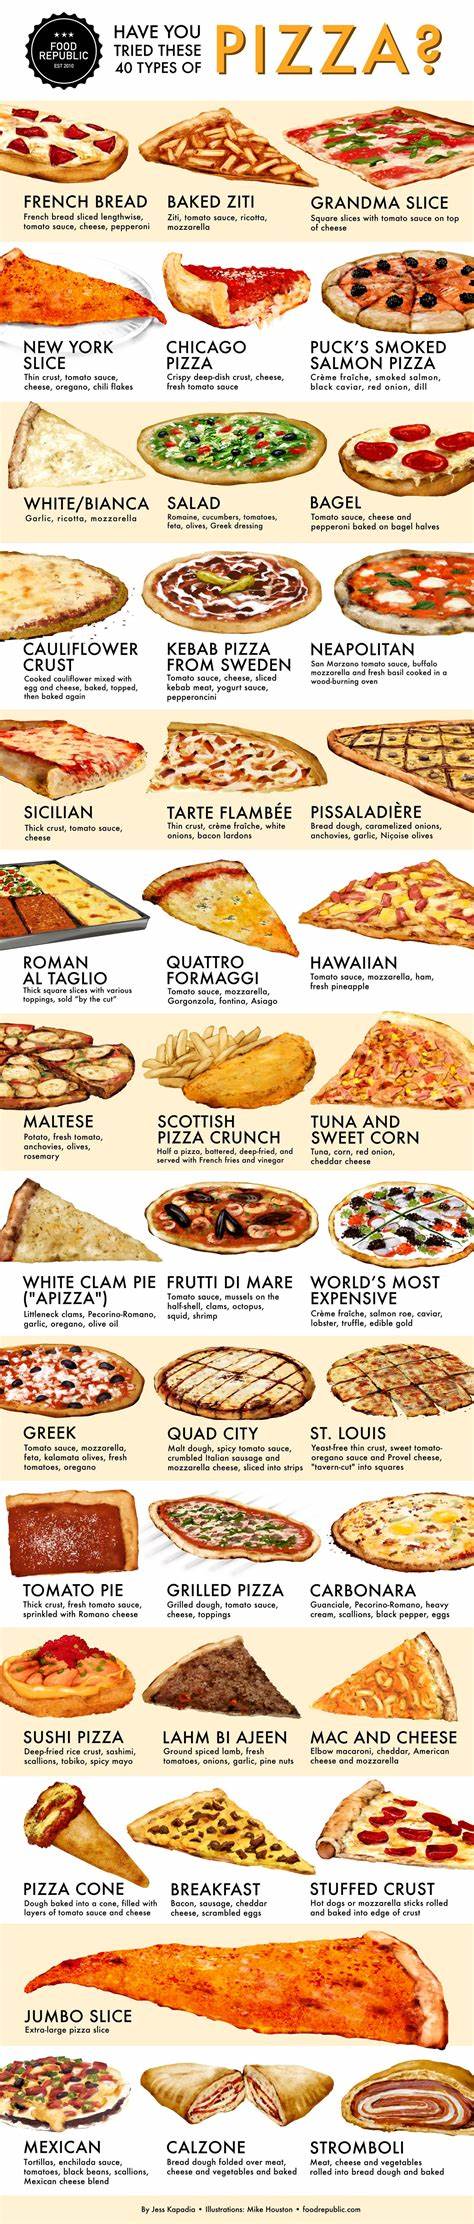 FOOD
REPUBLIC
EST 2010
HAVE YOU
TRIED THESE
40 TYPES OF
PIZZA?
FRENCH BREAD
French bread sliced lengthwise,
tomato sauce, cheese, pepperoni
BAKED ZITI
Ziti, tomato sauce, ricotta,
mozzarella
GRANDMA SLICE
Square slices with tomato sauce on top
of cheese
NEW YORK
SLICE
Thin crust, tomato sauce,
cheese, oregano, chili flakes
CHICAGO
PIZZA
Crispy deep-dish crust, cheese,
fresh tomato sauce
PUCK'S SMOKED
SALMON PIZZA
Crème fraîche, smoked salmon,
black caviar, red onion, dill
WHITE/BIANCA
Garlic, ricotta, mozzarella
SALAD
Romaine, cucumbers, tomatoes,
feta, olives, Greek dressing
BAGEL
Tomato sauce, cheese and
pepperoni baked on bagel halves
CAULIFLOWER
CRUST
Cooked cauliflower mixed with
egg and cheese, baked, topped,
then baked again
KEBAB PIZZA
FROM SWEDEN
Tomato sauce, cheese, sliced
kebab meat, yogurt sauce,
pepperoncini
NEAPOLITAN
San Marzano tomato sauce, buffalo
mozzarella and fresh basil cooked in a
wood-burning oven
SICILIAN
Thick crust, tomato sauce,
cheese
TARTE FLAMBÉE
Thin crust, crème fraîche, white
onions, bacon lardons
PISSALADIÈRE
Bread dough, caramelized onions,
anchovies, garlic, Niçoise olives
ROMAN
AL TAGLIO
Thick square slices with various
toppings, sold "by the cut"
QUATTRO
FORMAGGI
Tomato sauce, mozzarella,
Gorgonzola, fontina, Asiago
HAWAIIAN
Tomato sauce, mozzarella, ham,
fresh pineapple
MALTESE
Potato, fresh tomato,
anchovies, olives,
rosemary
SCOTTISH
PIZZA CRUNCH
Half a pizza, battered, deep-fried, and
served with French fries and vinegar
TUNA AND
SWEET CORN
Tuna, corn, red onion,
cheddar cheese
WHITE CLAM PIE
("APIZZA")
Littleneck clams, Pecorino-Romano,
garlic, oregano, olive oil
FRUTTI DI MARE
Tomato sauce, mussels on the
half-shell, clams, octopus,
squid, shrimp
WORLD'S MOST
EXPENSIVE
Crème fraîche, salmon roe, caviar,
lobster, truffle, edible gold
GREEK
Tomato sauce, mozzarella,
feta, kalamata olives, fresh
tomatoes, oregano
QUAD CITY
Malt dough, spicy tomato sauce,
crumbled Italian sausage and
mozzarella cheese, sliced into strips
ST. LOUIS
Yeast-free thin crust, sweet tomato-
oregano sauce and Provel cheese,
"tavern-cut" into squares
TOMATO PIE
Thick crust, fresh tomato sauce,
sprinkled with Romano cheese
GRILLED PIZZA
Grilled dough, tomato sauce,
cheese, toppings
CARBONARA
Guanciale, Pecorino-Romano, heavy
cream, scallions, black pepper, eggs
SUSHI PIZZA
Deep-fried rice crust, sashimi,
scallions, tobiko, spicy mayo
LAHM BI AJEEN
Ground spiced lamb, fresh
tomatoes, onions, garlic, pine nuts
MAC AND CHEESE
Elbow macaroni, cheddar, American
cheese and mozzarella
PIZZA CONE
Dough baked into a cone, filled with
layers of tomato sauce and cheese
BREAKFAST
Bacon, sausage, cheddar
cheese, scrambled eggs
STUFFED CRUST
Hot dogs or mozzarella sticks rolled
and baked into edge of crust
JUMBO SLICE
Extra-large pizza slice
MEXICAN
Tortillas, enchilada sauce,
tomatoes, black beans, scallions,
Mexican cheese blend
CALZONE
Bread dough folded over meat,
cheese and vegetables and baked
STROMBOLI
Meat, cheese and vegetables
rolled into bread dough and baked
By Jess Kapadia • Illustrations: Mike Houston • foodrepublic.com